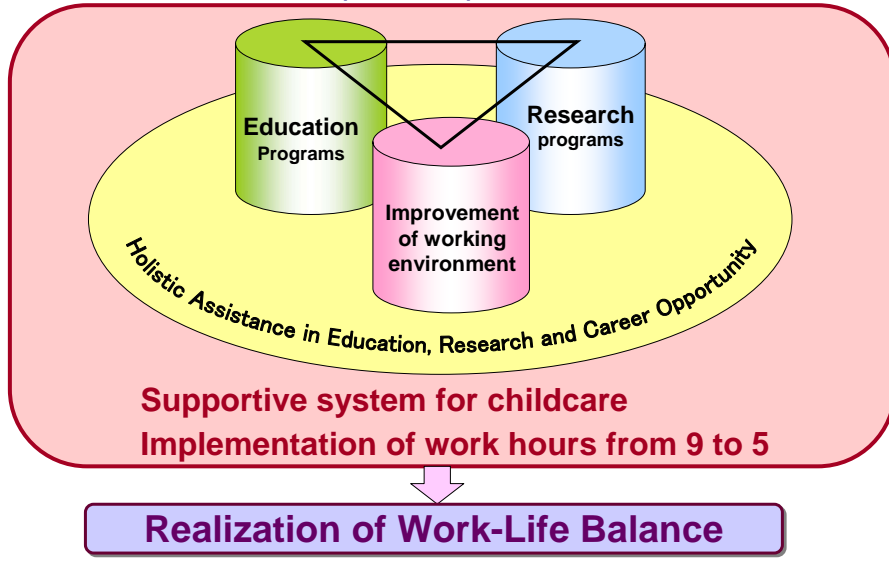 Education
Programs
Research
programs
Improvement
of working
environment
Holistic Assistance in Education, Research and Career Opportunity
Supportive system for childcare
Implementation of work hours from 9 to 5
Realization of Work-Life Balance